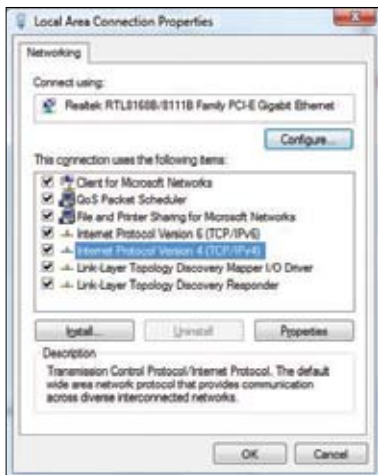 Local Area Connection Properties
Networking
Connect using:
Realtek RTL8168B/8111B Family PCI-E Gigabit Ethernet
Configure...
This connection uses the following items:
Client for Microsoft Networks
QoS Packet Scheduler
File and Printer Sharing for Microsoft Networks
Internet Protocol Version 6 (TCP/IPv6)
Internet Protocol Version 4 (TCP/IPv4)
Link-Layer Topology Discovery Mapper I/O Driver
Link-Layer Topology Discovery Responder
Install...
Uninstall
Properties
Description
Transmission Control Protocol/Internet Protocol. The default
wide area network protocol that provides communication
across diverse interconnected networks.
OK
Cancel